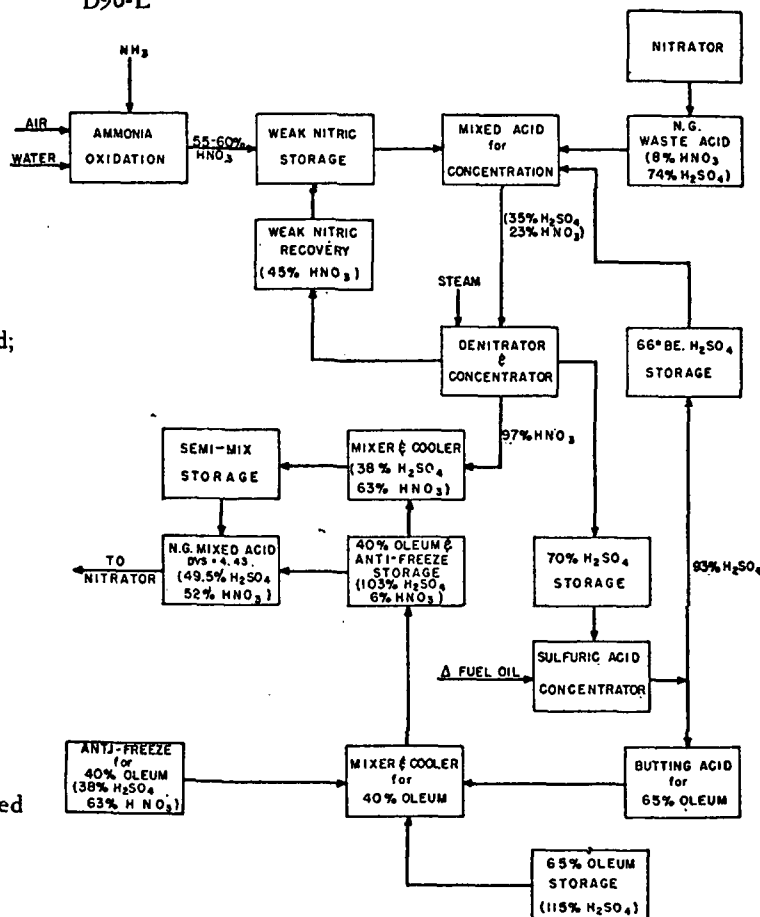 D96-E
NH₃
NITRATOR
AIR
WATER
AMMONIA
OXIDATION
55-60%
HNO₃
WEAK NITRIC
STORAGE
MIXED ACID
for
CONCENTRATION
N.G.
WASTE ACID
(8% HNO₃
74% H₂SO₄)
WEAK NITRIC
RECOVERY
(45% HNO₃)
(35% H₂SO₄
23% HNO₃)
STEAM
d;
DENITRATOR
&
CONCENTRATOR
66° BE. H₂SO₄
STORAGE
97% HNO₃
SEMI-MIX
STORAGE
MIXER & COOLER
(38% H₂SO₄
63% HNO₃)
TO
NITRATOR
N.G. MIXED ACID
DVS = 4.43.
(49.5% H₂SO₄
52% HNO₃)
40% OLEUM &
ANTI-FREEZE
STORAGE
(103% H₂SO₄
6% HNO₃)
70% H₂SO₄
STORAGE
93% H₂SO₄
Δ FUEL OIL
SULFURIC ACID
CONCENTRATOR
ANTI-FREEZE
for
40% OLEUM
(38% H₂SO₄
63% HNO₃)
ed
MIXER & COOLER
for
40% OLEUM
BUTTING ACID
for
65% OLEUM
65% OLEUM
STORAGE
(115% H₂SO₄)